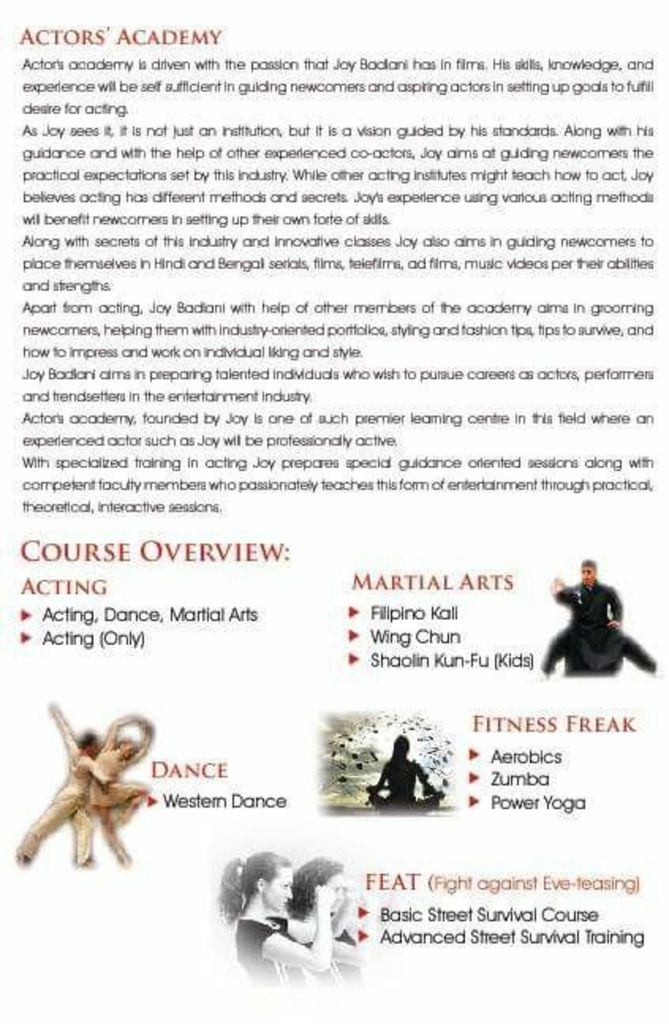 ACTORS' ACADEMY
Actor's academy is driven with the passion that Joy Badlani has in films. His skills, knowledge, and
experience will be self sufficient in guiding newcomers and aspiring actors in setting up goals to fulfill
desire for acting.
As Joy sees it, it is not just an institution, but it is a vision guided by his standards. Along with his
guidance and with the help of other experienced co-actors, Joy aims at guiding newcomers the
practical expectations set by this industry. While other acting institutes might teach how to act, Joy
believes acting has different methods and secrets. Joy's experience using various acting methods
will benefit newcomers in setting up their own forte of skills.
Along with secrets of this industry and innovative classes Joy also aims in guiding newcomers to
place themselves in Hindi and Bengali serials, films, telefilms, ad films, music videos per their abilities
and strengths.
Apart from acting, Joy Badlani with help of other members of the academy aims in grooming
newcomers, helping them with industry-oriented portfolios, styling and fashion tips, tips to survive, and
how to impress and work on individual liking and style.
Joy Badlani aims in preparing talented individuals who wish to pursue careers as actors, performers
and trendsetters in the entertainment industry.
Actor's academy, founded by Joy is one of such premier learning centre in this field where an
experienced actor such as Joy will be professionally active.
With specialized training in acting Joy prepares special guidance oriented sessions along with
competent faculty members who passionately teaches this form of entertainment through practical,
theoretical, interactive sessions.
COURSE OVERVIEW:
ACTING
Acting, Dance, Martial Arts
Acting (Only)
MARTIAL ARTS
Filipino Kali
Wing Chun
Shaolin Kun-Fu (Kids)
DANCE
Western Dance
FITNESS FREAK
Aerobics
Zumba
Power Yoga
FEAT (Fight against Eve-teasing)
Basic Street Survival Course
Advanced Street Survival Training